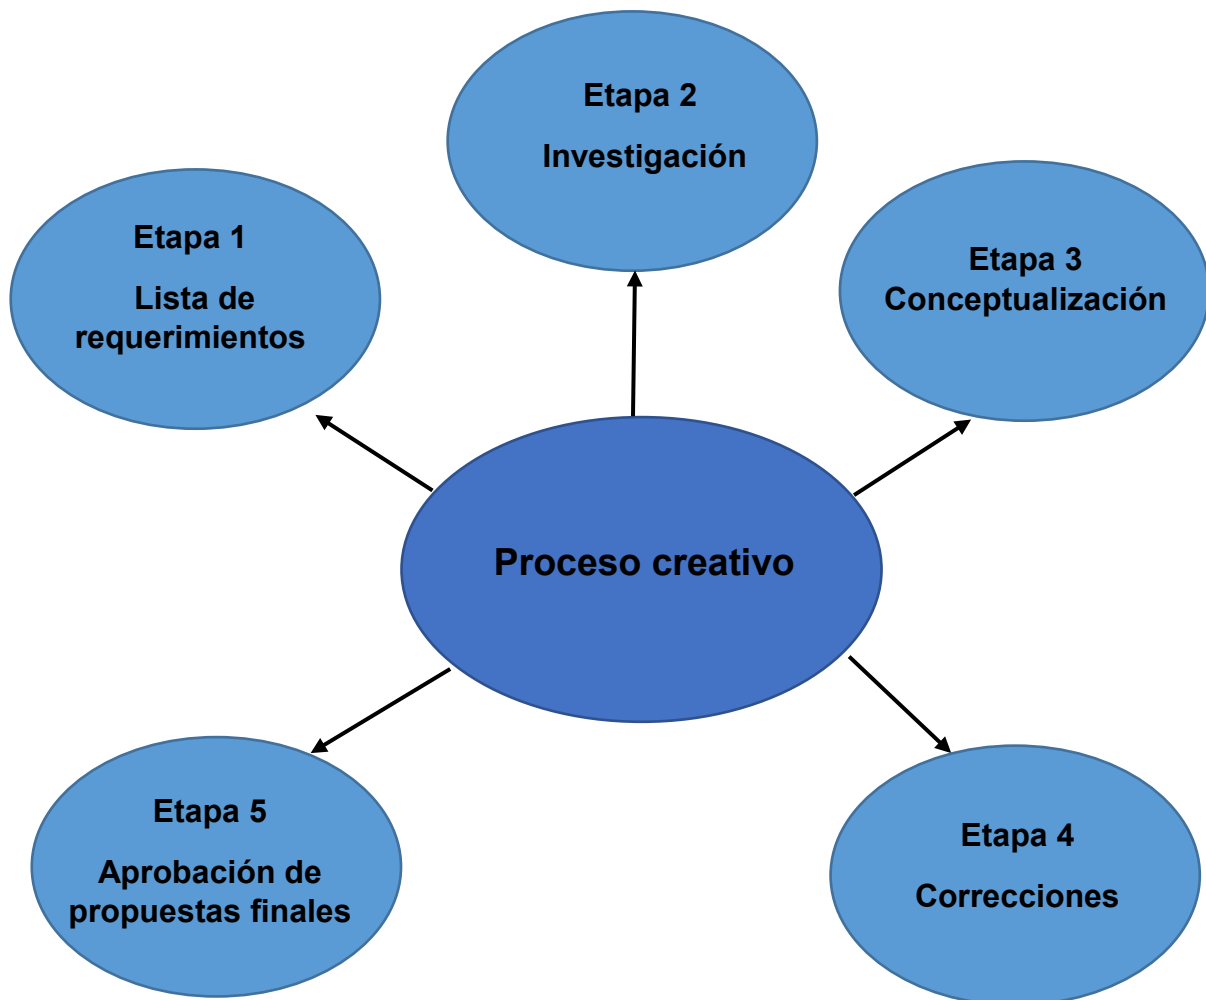 Etapa 1
Lista de
requerimientos
Etapa 2
Investigación
Etapa 3
Conceptualización
Proceso creativo
Etapa 4
Correcciones
Etapa 5
Aprobación de
propuestas finales